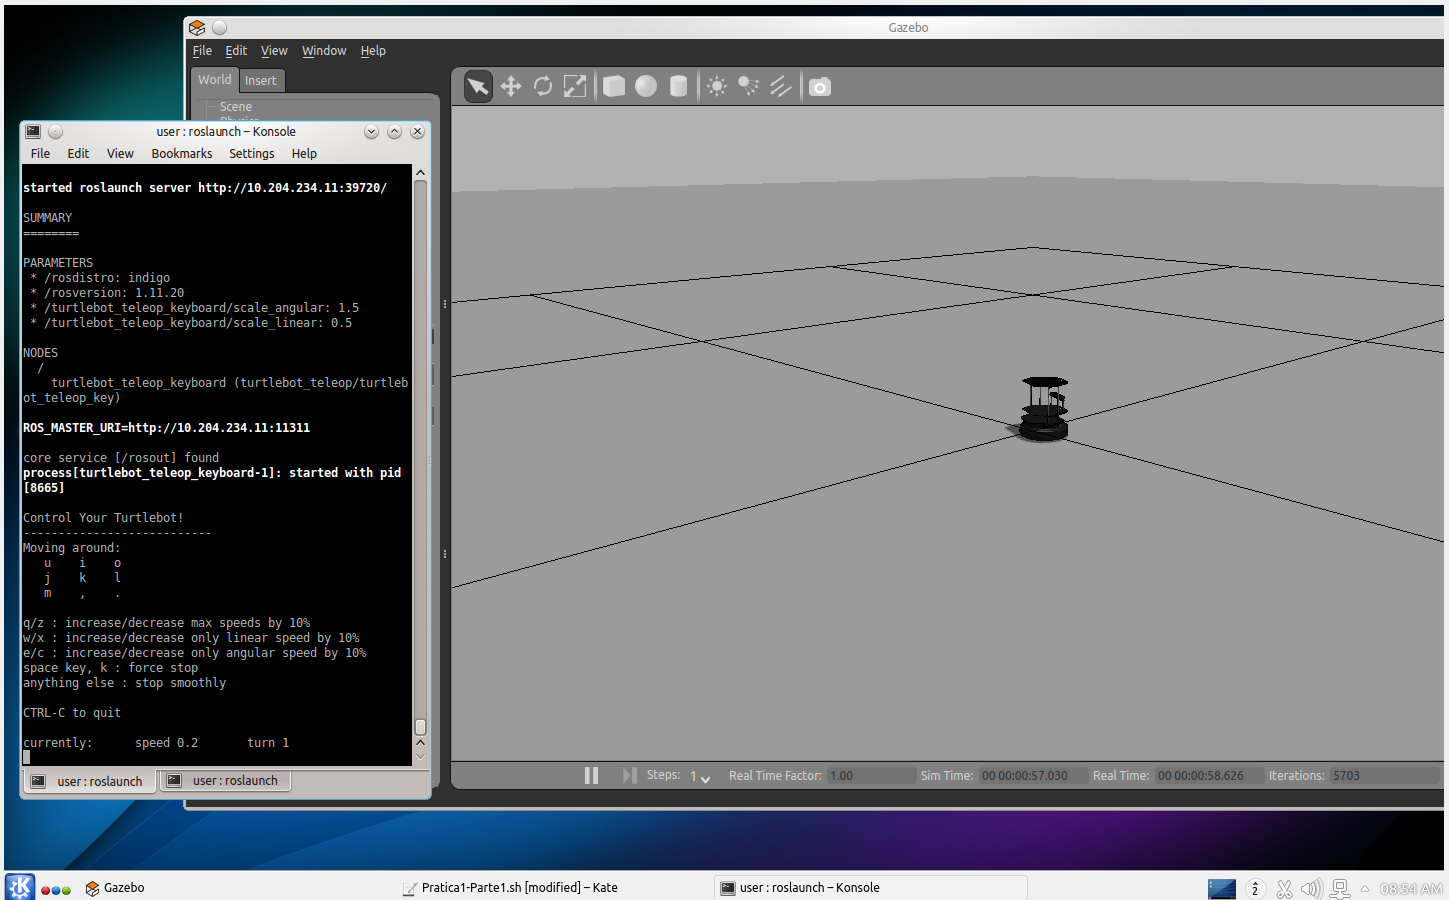 Gazebo
File Edit View Window Help
World Insert
Scene
Physics
user : roslaunch – Konsole
File Edit View Bookmarks Settings Help
started roslaunch server http://10.204.234.11:39720/
SUMMARY
========
PARAMETERS
* /rosdistro: indigo
* /rosversion: 1.11.20
* /turtlebot_teleop_keyboard/scale_angular: 1.5
* /turtlebot_teleop_keyboard/scale_linear: 0.5
NODES
/
turtlebot_teleop_keyboard (turtlebot_teleop/turtleb
ot_teleop_key)
ROS_MASTER_URI=http://10.204.234.11:11311
core service [/rosout] found
process[turtlebot_teleop_keyboard-1]: started with pid
[8665]
Control Your Turtlebot!
---------------------------
Moving around:
u i o
j k l
m , .
q/z : increase/decrease max speeds by 10%
w/x : increase/decrease only linear speed by 10%
e/c : increase/decrease only angular speed by 10%
space key, k : force stop
anything else : stop smoothly
CTRL-C to quit
currently: speed 0.2 turn 1
user : roslaunch user : roslaunch
Steps: 1 Real Time Factor: 1.00 Sim Time: 00 00:00:57.030 Real Time: 00 00:00:58.626 Iterations: 5703
Gazebo Pratica1-Parte1.sh [modified] – Kate user : roslaunch – Konsole 2 08:54 AM